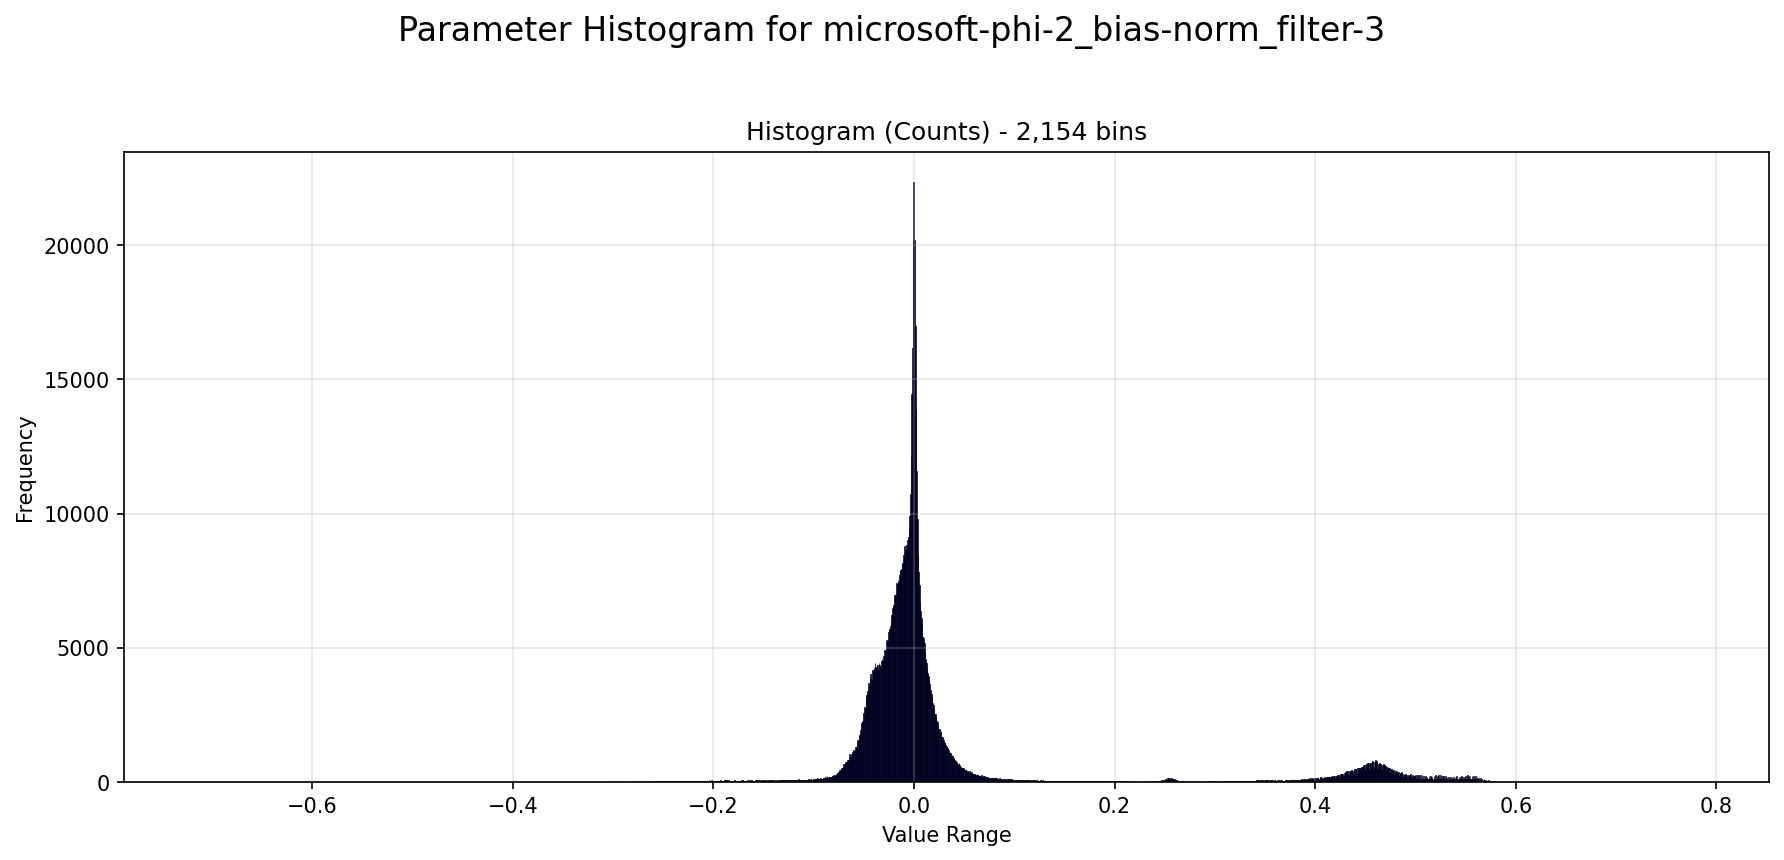 Parameter Histogram for microsoft-phi-2_bias-norm_filter-3
Histogram (Counts) - 2,154 bins
20000
15000
10000
5000
0
Frequency
−0.6 −0.4 −0.2 0.0 0.2 0.4 0.6 0.8
Value Range